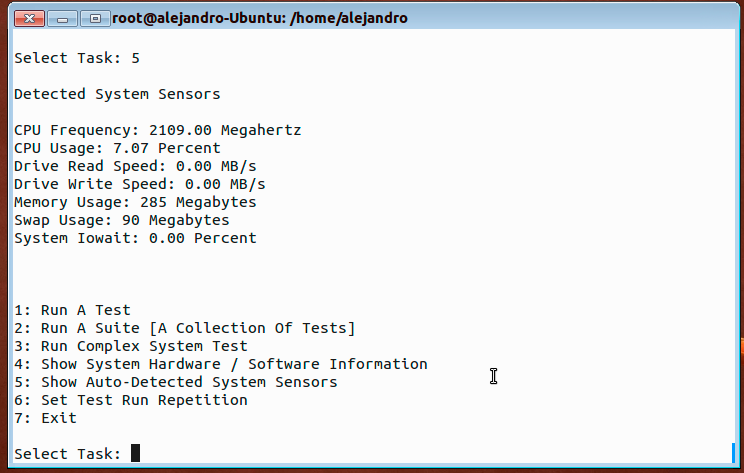 root@alejandro-Ubuntu: /home/alejandro
Select Task: 5
Detected System Sensors
CPU Frequency: 2109.00 Megahertz
CPU Usage: 7.07 Percent
Drive Read Speed: 0.00 MB/s
Drive Write Speed: 0.00 MB/s
Memory Usage: 285 Megabytes
Swap Usage: 90 Megabytes
System Iowait: 0.00 Percent
1: Run A Test
2: Run A Suite [A Collection Of Tests]
3: Run Complex System Test
4: Show System Hardware / Software Information
5: Show Auto-Detected System Sensors
6: Set Test Run Repetition
7: Exit
Select Task: